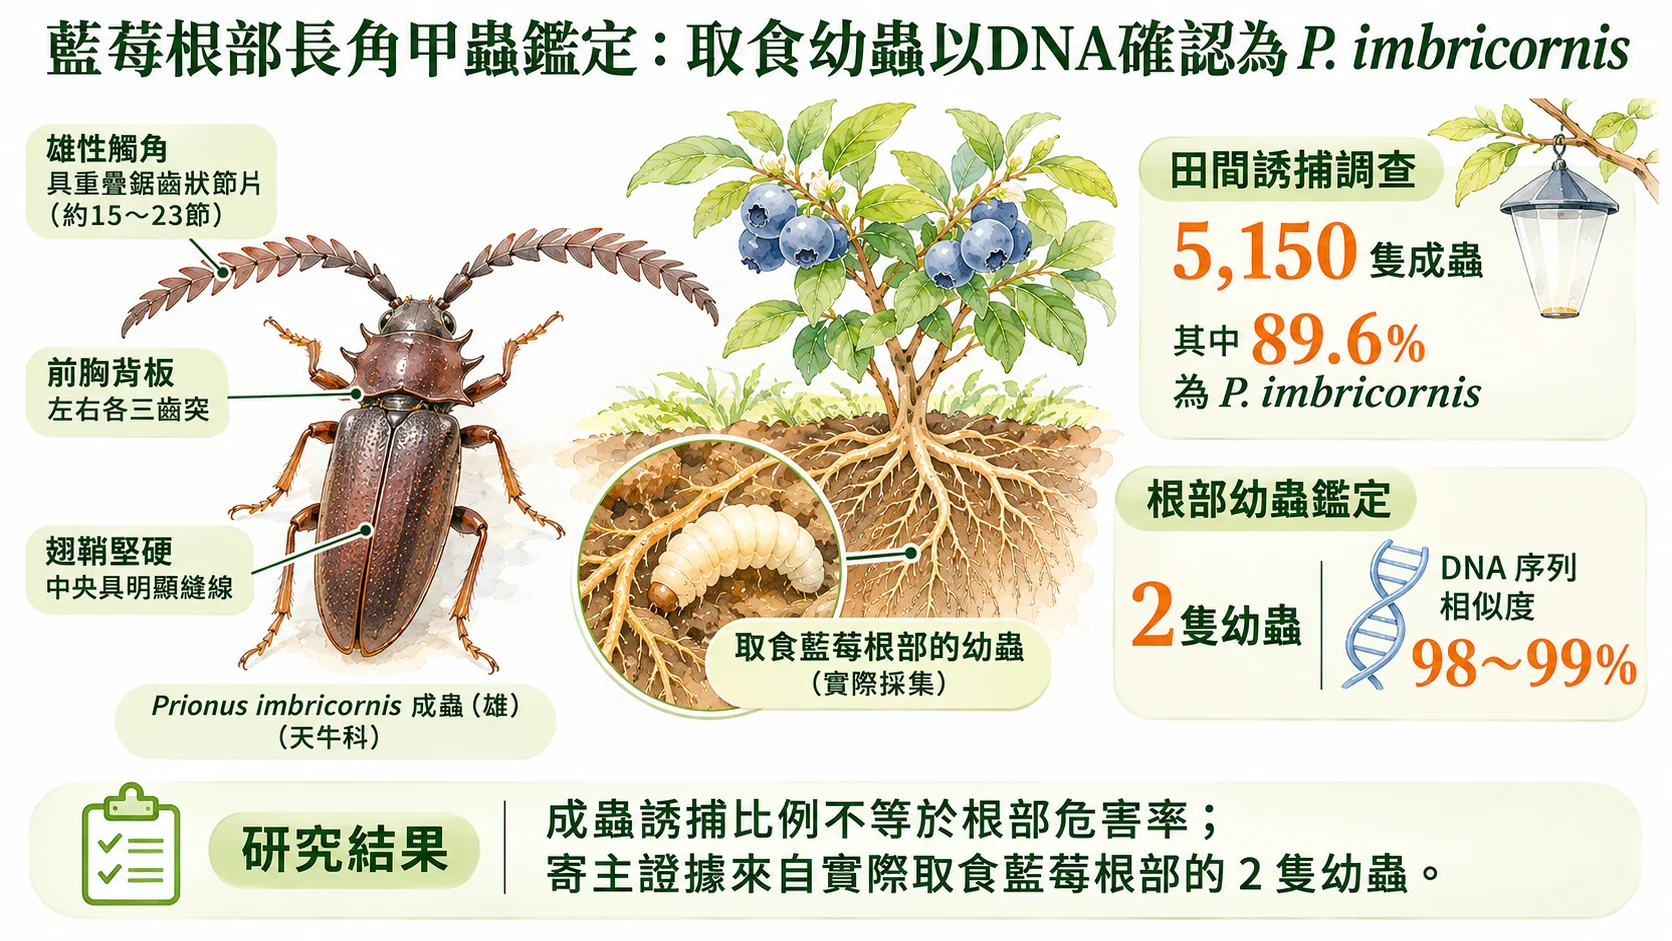 藍莓根部長角甲蟲鑑定：取食幼蟲以DNA確認為 P. imbricornis
雄性觸角
具重疊鋸齒狀節片
（約15～23節）
前胸背板
左右各三齒突
翅鞘堅硬
中央具明顯縫線
Prionus imbricornis 成蟲（雄）
（天牛科）
取食藍莓根部的幼蟲
（實際採集）
田間誘捕調查
5,150 隻成蟲
其中 89.6%
為 P. imbricornis
根部幼蟲鑑定
2隻幼蟲
DNA 序列
相似度
98～99%
研究結果
成蟲誘捕比例不等於根部危害率；
寄主證據來自實際取食藍莓根部的 2 隻幼蟲。